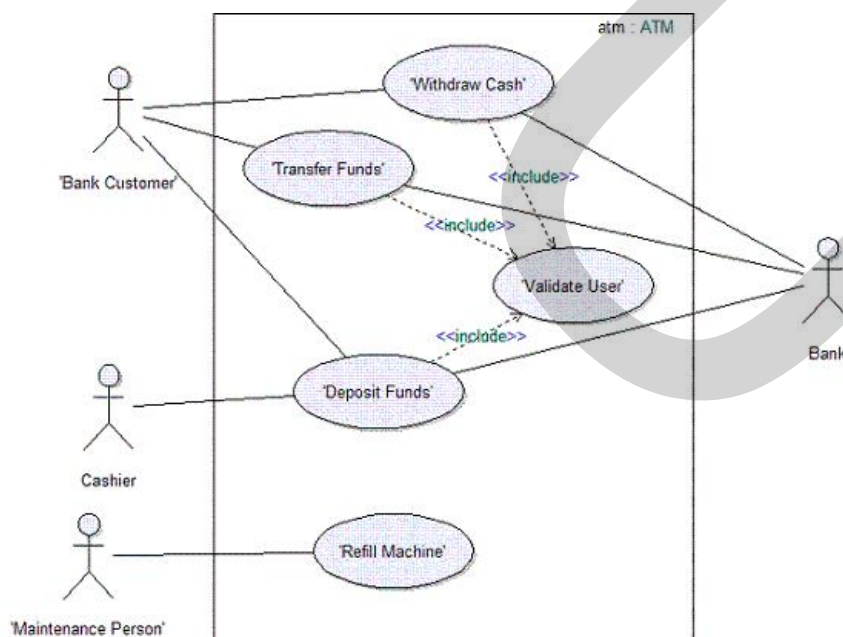 atm : ATM
'Withdraw Cash'
'Transfer Funds'
<<include>>
'Bank Customer'
<<include>>
'Validate User'
<<include>>
Bank
'Deposit Funds'
Cashier
'Refill Machine'
'Maintenance Person'